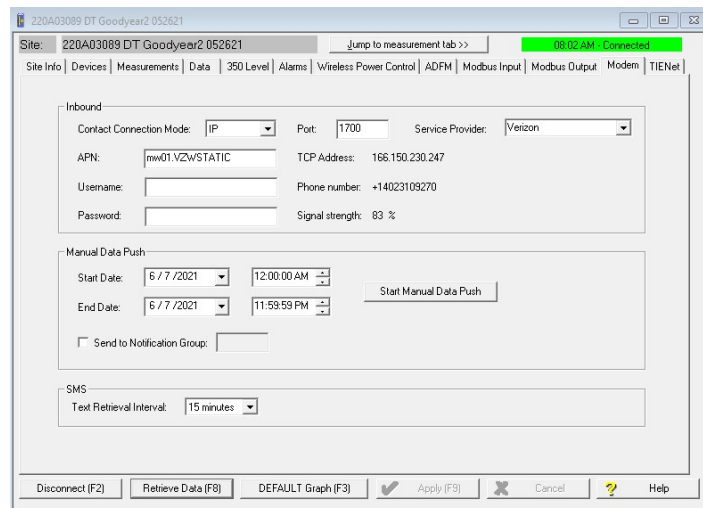 220A03089 DT Goodyear2 052621
Site: 220A03089 DT Goodyear2 052621 Jump to measurement tab >> 08:02 AM - Connected
Site Info Devices Measurements Data 350 Level Alarms Wireless Power Control ADFM Modbus Input Modbus Output Modem TIENet
Inbound
Contact Connection Mode: IP Port: 1700 Service Provider: Verizon
APN: mw01.VZWSTATIC TCP Address: 166.150.230.247
Username: Phone number: +14023109270
Password: Signal strength: 83 %
Manual Data Push
Start Date: 6 / 7 /2021 12:00:00 AM
Start Manual Data Push
End Date: 6 / 7 /2021 11:59:59 PM
Send to Notification Group:
SMS
Text Retrieval Interval: 15 minutes
Disconnect (F2) Retrieve Data (F8) DEFAULT Graph (F3) Apply (F9) Cancel Help